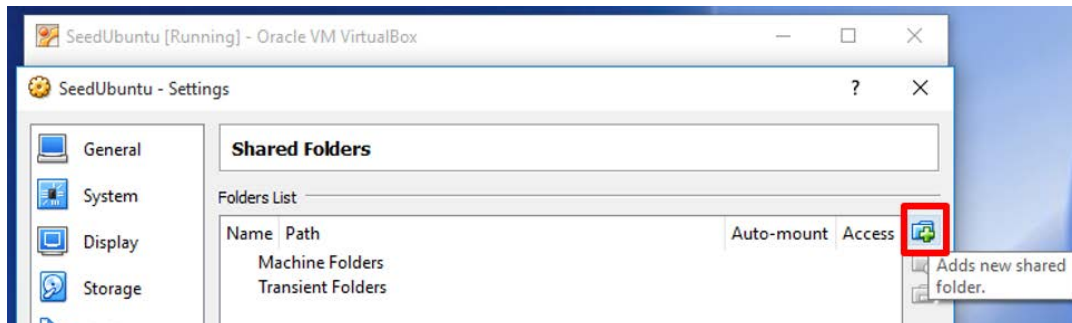 SeedUbuntu [Running] - Oracle VM VirtualBox
SeedUbuntu - Settings
?
General
Shared Folders
System
Folders List
Name Path Auto-mount Access
Display
Machine Folders
Adds new shared
folder.
Storage
Transient Folders